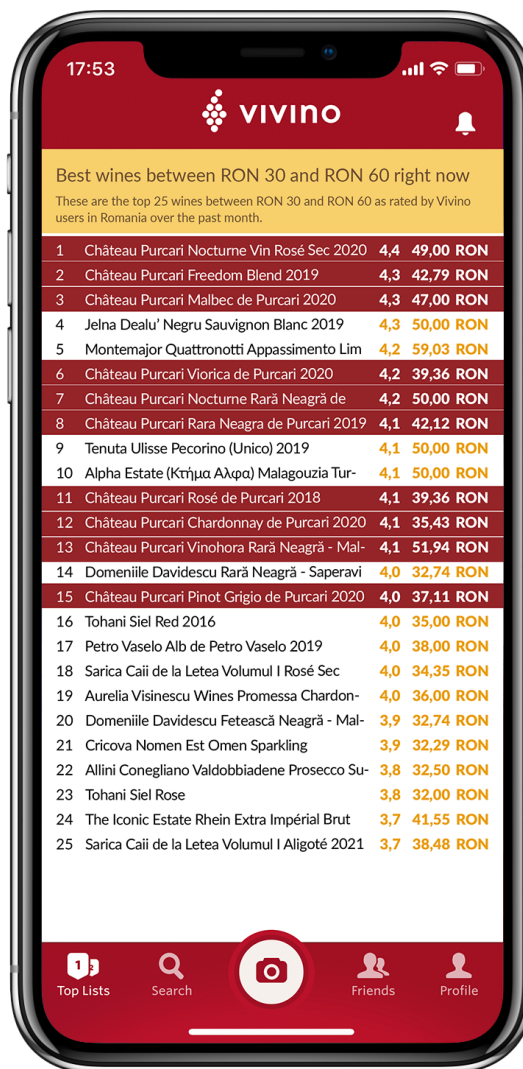 17:53
VIVINO
Best wines between RON 30 and RON 60 right now
These are the top 25 wines between RON 30 and RON 60 as rated by Vivino
users in Romania over the past month.
1 Château Purcari Nocturne Vin Rosé Sec 2020 4,4 49,00 RON
2 Château Purcari Freedom Blend 2019 4,3 42,79 RON
3 Château Purcari Malbec de Purcari 2020 4,3 47,00 RON
4 Jelna Dealu' Negru Sauvignon Blanc 2019 4,3 50,00 RON
5 Montemajor Quattronotti Appassimento Lim 4,2 59,03 RON
6 Château Purcari Viorica de Purcari 2020 4,2 39,36 RON
7 Château Purcari Nocturne Rară Neagră de 4,2 50,00 RON
8 Château Purcari Rara Neagra de Purcari 2019 4,1 42,12 RON
9 Tenuta Ulisse Pecorino (Unico) 2019 4,1 50,00 RON
10 Alpha Estate (Κτήμα Αλφα) Malagouzia Tur- 4,1 50,00 RON
11 Château Purcari Rosé de Purcari 2018 4,1 39,36 RON
12 Château Purcari Chardonnay de Purcari 2020 4,1 35,43 RON
13 Château Purcari Vinohora Rară Neagră - Mal- 4,1 51,94 RON
14 Domeniile Davidescu Rară Neagră - Saperavi 4,0 32,74 RON
15 Château Purcari Pinot Grigio de Purcari 2020 4,0 37,11 RON
16 Tohani Siel Red 2016 4,0 35,00 RON
17 Petro Vaselo Alb de Petro Vaselo 2019 4,0 38,00 RON
18 Sarica Caii de la Letea Volumul I Rosé Sec 4,0 34,35 RON
19 Aurelia Visinescu Wines Promessa Chardon- 4,0 36,00 RON
20 Domeniile Davidescu Fetească Neagră - Mal- 3,9 32,74 RON
21 Cricova Nomen Est Omen Sparkling 3,9 32,29 RON
22 Allini Conegliano Valdobbiadene Prosecco Su- 3,8 32,50 RON
23 Tohani Siel Rose 3,8 32,00 RON
24 The Iconic Estate Rhein Extra Impérial Brut 3,7 41,55 RON
25 Sarica Caii de la Letea Volumul I Aligoté 2021 3,7 38,48 RON
1 2
Top Lists Search Friends Profile